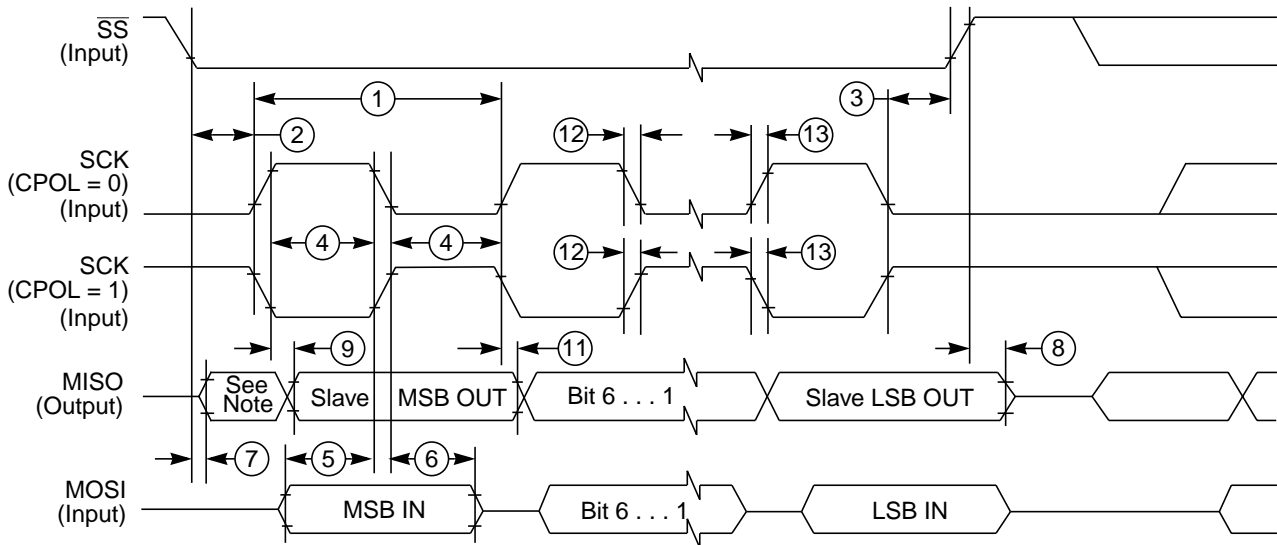 SS
(Input)
1
3
2
12
13
SCK
(CPOL = 0)
(Input)
4
4
12
13
SCK
(CPOL = 1)
(Input)
9
11
8
MISO
(Output)
See
Note
Slave
MSB OUT
Bit 6 . . . 1
Slave LSB OUT
7
5
6
MOSI
(Input)
MSB IN
Bit 6 . . . 1
LSB IN